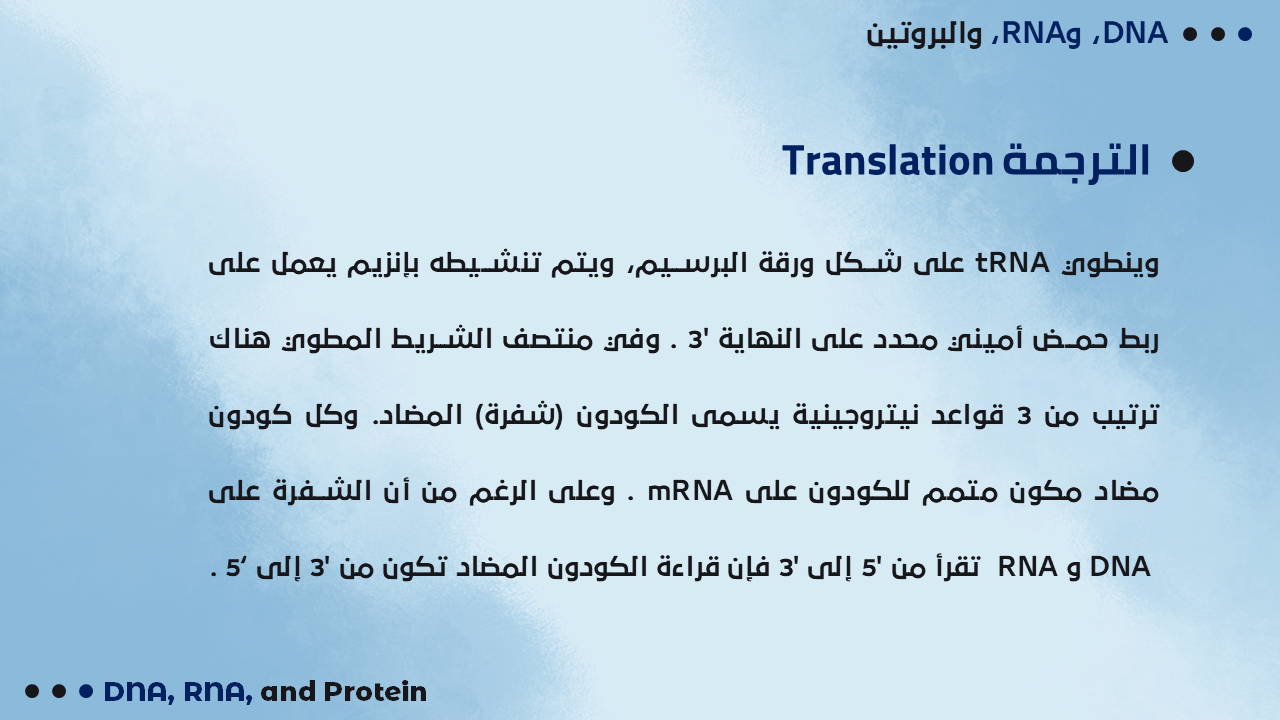 DNA، وRNA، والبروتين
الترجمة Translation
وينطوي tRNA على شكل ورقة البرسيم، ويتم تنشيطه بإنزيم يعمل على
ربط حمض أميني محدد على النهاية '3 . وفي منتصف الشريط المطوي هناك
ترتيب من 3 قواعد نيتروجينية يسمى الكودون (شفرة) المضاد. وكل كودون
مضاد مكون متمم للكودون على mRNA . وعلى الرغم من أن الشفرة على
DNA و RNA تقرأ من '5 إلى '3 فإن قراءة الكودون المضاد تكون من '3 إلى ‘5 .
DNA, RNA, and Protein